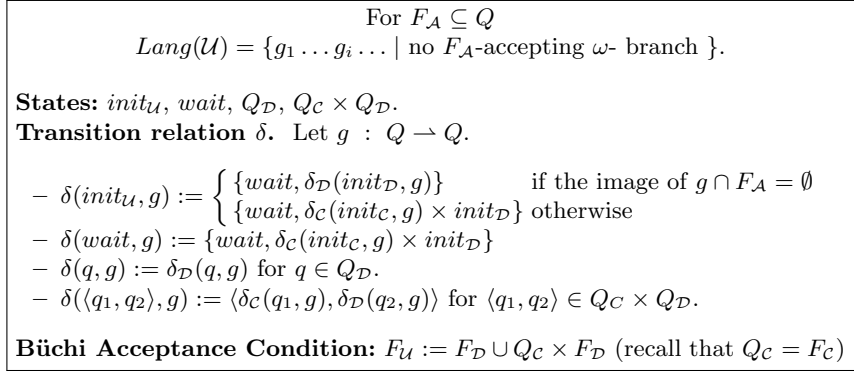 For $F_{\mathcal{A}} \subseteq Q$
$Lang(\mathcal{U}) = \{g_1 \ldots g_i \ldots \mid$ no $F_{\mathcal{A}}$-accepting $\omega$- branch $\}$.
**States:** $init_{\mathcal{U}}$, $wait$, $Q_{\mathcal{D}}$, $Q_{\mathcal{C}} \times Q_{\mathcal{D}}$.
**Transition relation $\delta$.** Let $g : Q \rightharpoonup Q$.
– $\delta(init_{\mathcal{U}}, g) := \begin{cases} \{wait, \delta_{\mathcal{D}}(init_{\mathcal{D}}, g)\} & \text{if the image of } g \cap F_{\mathcal{A}} = \emptyset \\ \{wait, \delta_{\mathcal{C}}(init_{\mathcal{C}}, g) \times init_{\mathcal{D}}\} & \text{otherwise} \end{cases}$
– $\delta(wait, g) := \{wait, \delta_{\mathcal{C}}(init_{\mathcal{C}}, g) \times init_{\mathcal{D}}\}$
– $\delta(q, g) := \delta_{\mathcal{D}}(q, g)$ for $q \in Q_{\mathcal{D}}$.
– $\delta(\langle q_1, q_2 \rangle, g) := \langle \delta_{\mathcal{C}}(q_1, g), \delta_{\mathcal{D}}(q_2, g) \rangle$ for $\langle q_1, q_2 \rangle \in Q_C \times Q_{\mathcal{D}}$.
**Büchi Acceptance Condition:** $F_{\mathcal{U}} := F_{\mathcal{D}} \cup Q_{\mathcal{C}} \times F_{\mathcal{D}}$ (recall that $Q_{\mathcal{C}} = F_{\mathcal{C}}$)